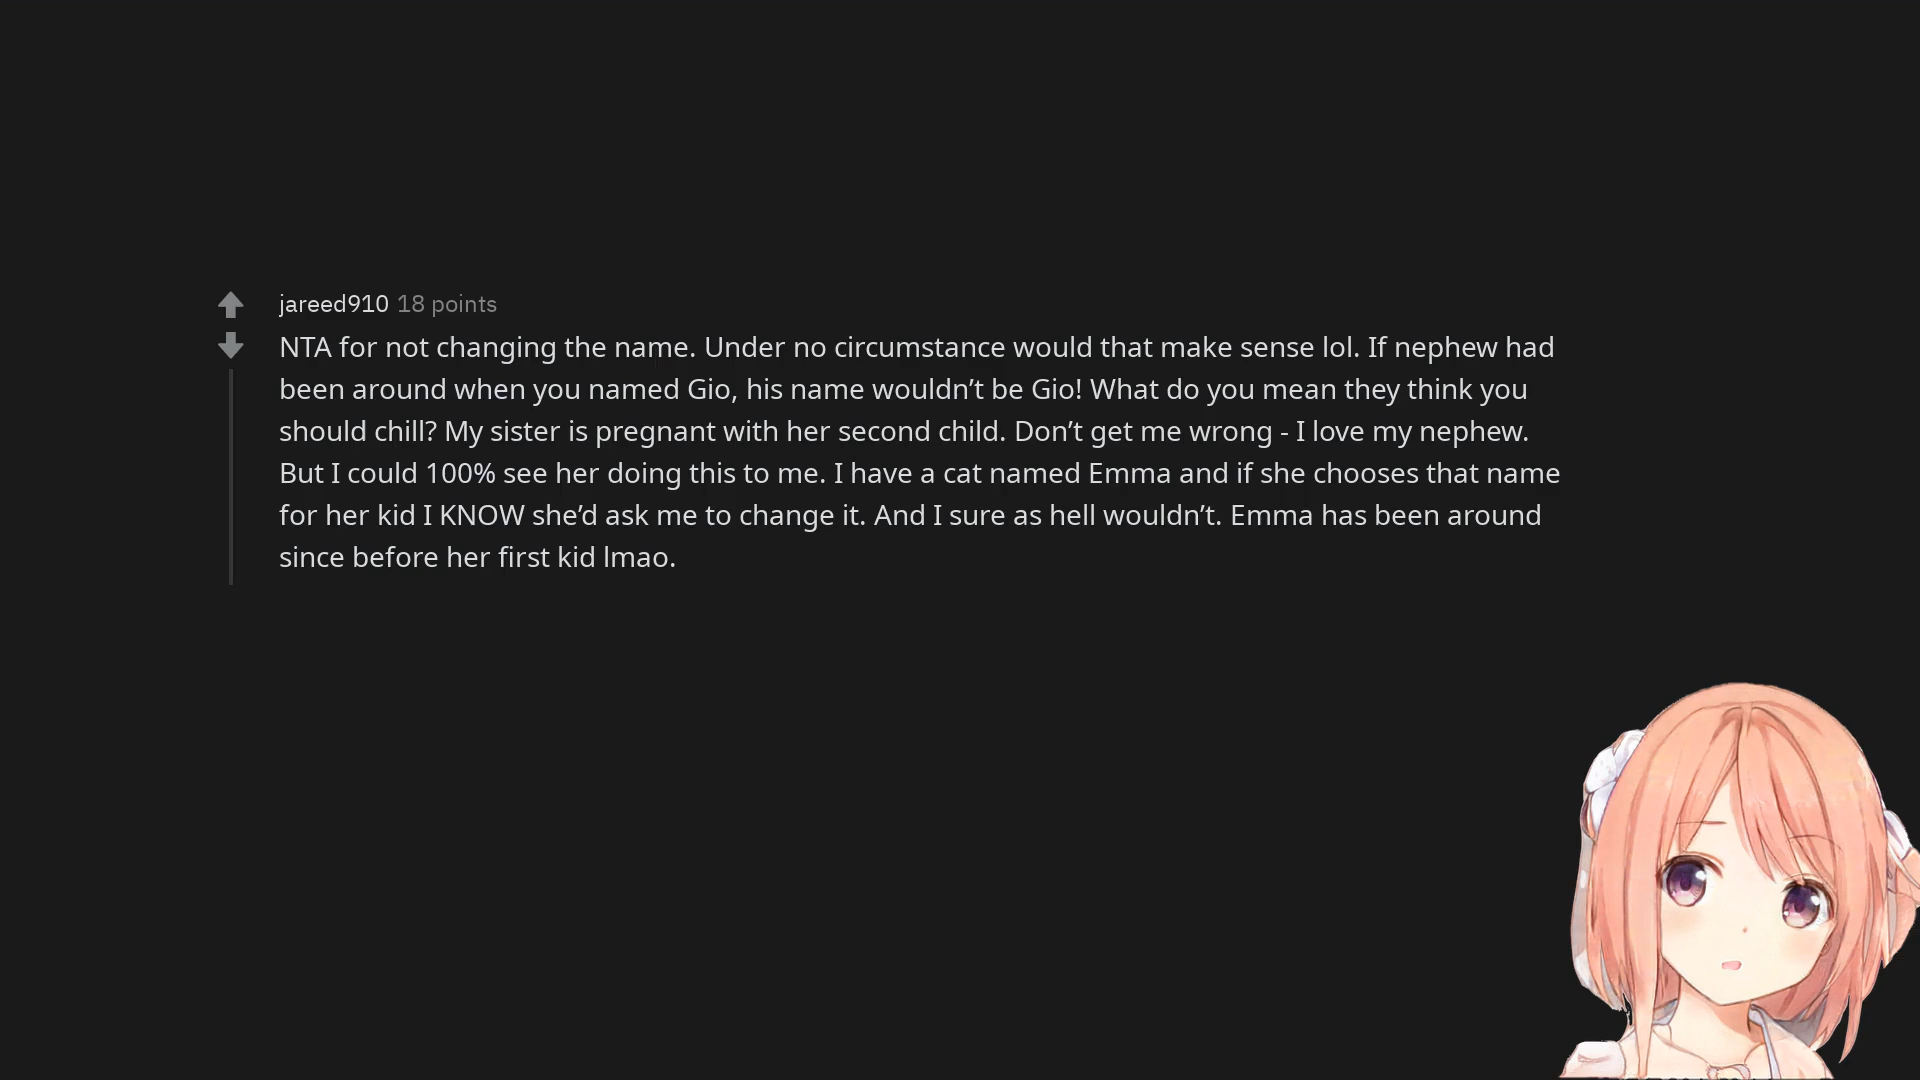 jareed910 18 points
NTA for not changing the name. Under no circumstance would that make sense lol. If nephew had
been around when you named Gio, his name wouldn’t be Gio! What do you mean they think you
should chill? My sister is pregnant with her second child. Don’t get me wrong - I love my nephew.
But I could 100% see her doing this to me. I have a cat named Emma and if she chooses that name
for her kid I KNOW she’d ask me to change it. And I sure as hell wouldn’t. Emma has been around
since before her first kid lmao.